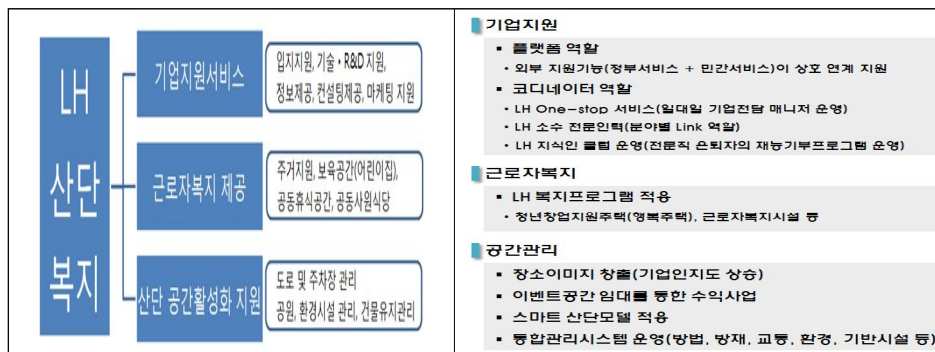 LH
산단
복지
기업지원서비스
입지지원, 기술・R&D 지원,
정보제공, 컨설팅제공, 마케팅 지원
근로자복지 제공
주거지원, 보육공간(어린이집),
공동휴식공간, 공동사원식당
산단 공간활성화 지원
도로 및 주차장 관리
공원, 환경시설 관리, 건물유지관리
기업지원
▪ 플랫폼 역할
• 외부 지원기능(정부서비스 + 민간서비스)이 상호 연계 지원
▪ 코디네이터 역할
• LH One-stop 서비스(일대일 기업전담 매니저 운영)
• LH 소수 전문인력(분야별 Link 역할)
• LH 지식인 클럽 운영(전문직 은퇴자의 재능기부프로그램 운영)
근로자복지
▪ LH 복지프로그램 적용
• 청년창업지원주택(행복주택), 근로자복지시설 등
공간관리
▪ 장소이미지 창출(기업인지도 상승)
▪ 이벤트공간 임대를 통한 수익사업
▪ 스마트 산단모델 적용
▪ 통합관리시스템 운영(방범, 방재, 교통, 환경, 기반시설 등)